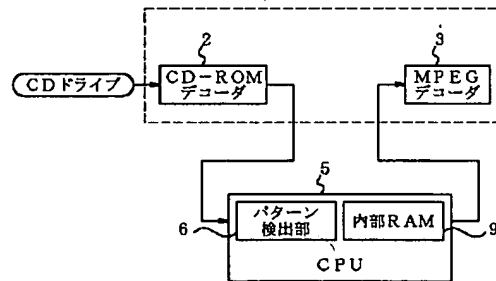 2
3
CDドライブ
CD-ROM
デコーダ
MPEG
デコーダ
5
6
パターン
検出部
内部RAM
9
CPU